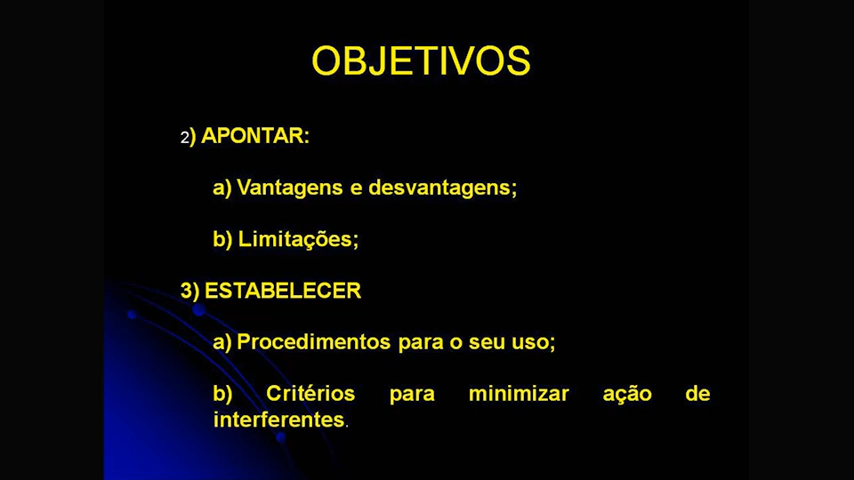 OBJETIVOS
2) APONTAR:
a) Vantagens e desvantagens;
b) Limitações;
3) ESTABELECER
a) Procedimentos para o seu uso;
b) Critérios para minimizar ação de
interferentes.